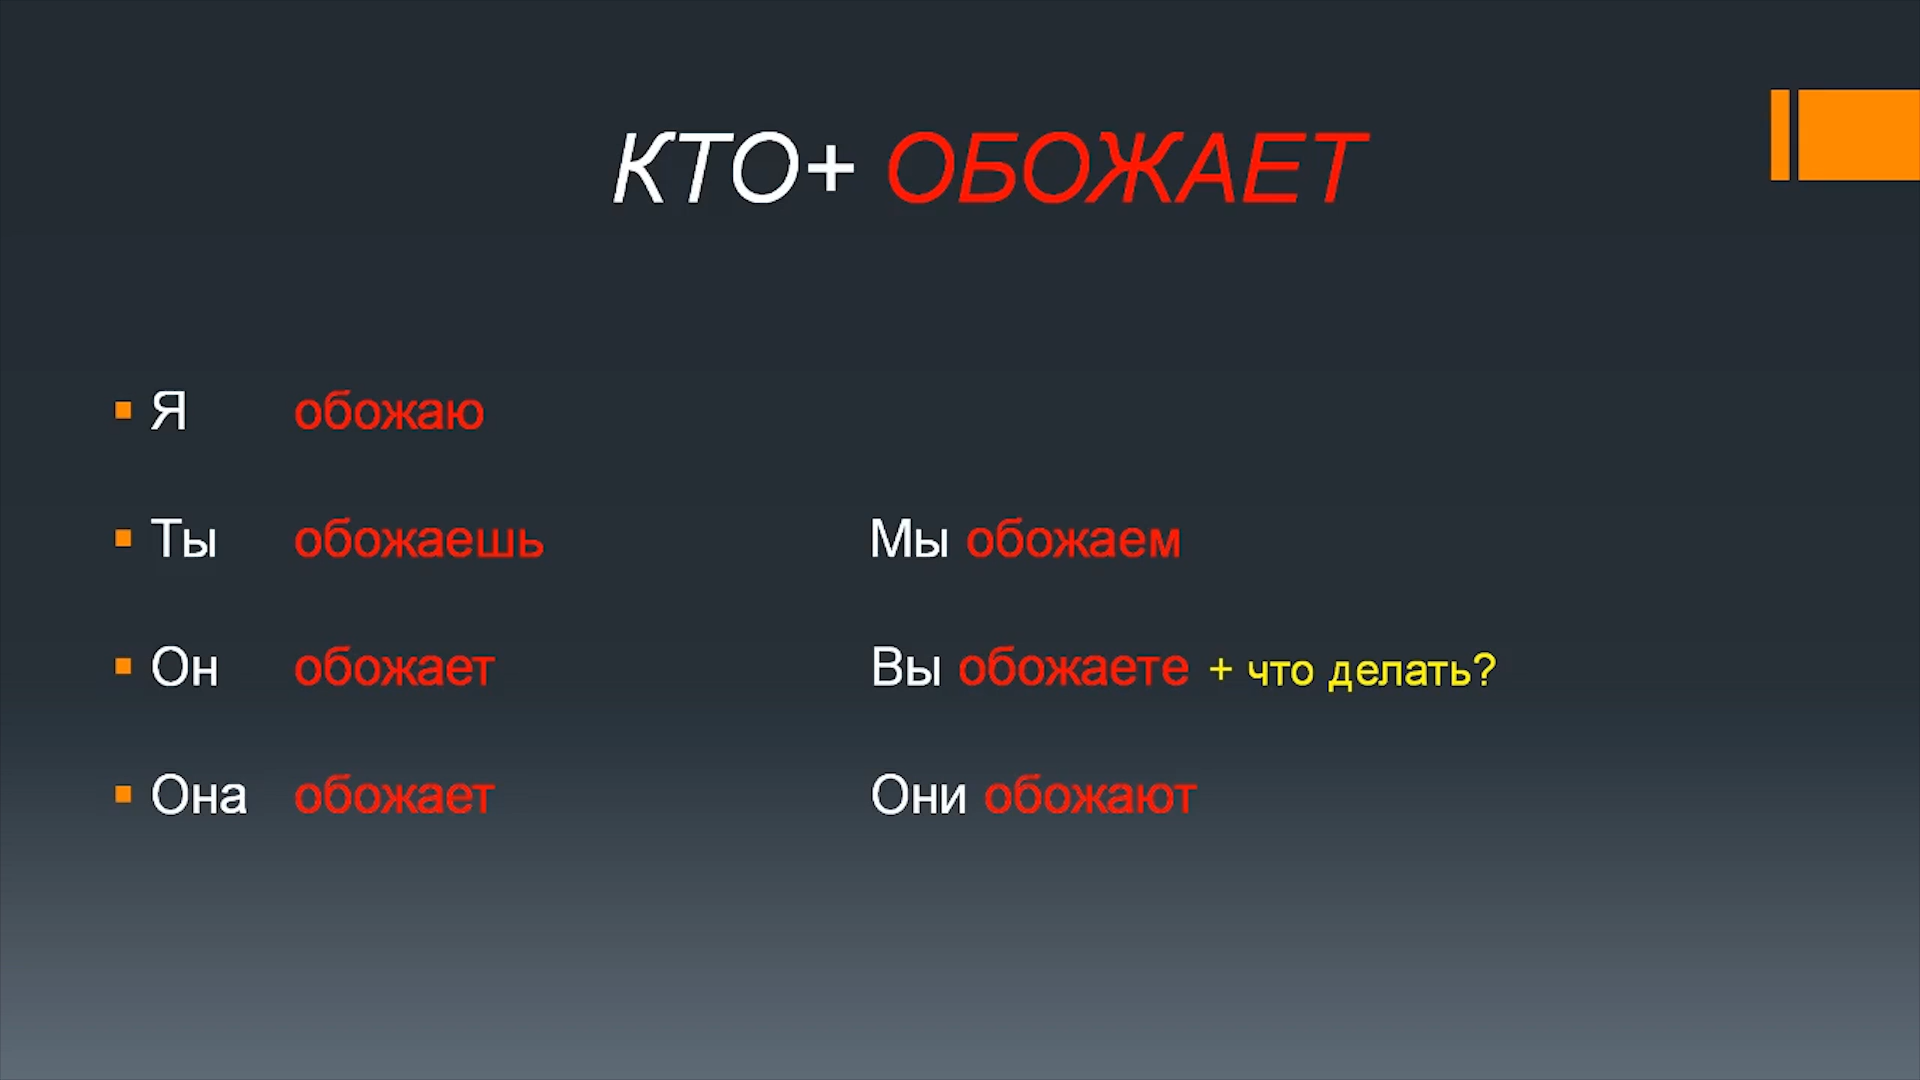 КТО+ ОБОЖАЕТ
Я обожаю
Ты обожаешь
Он обожает
Она обожает
Мы обожаем
Вы обожаете + что делать?
Они обожают